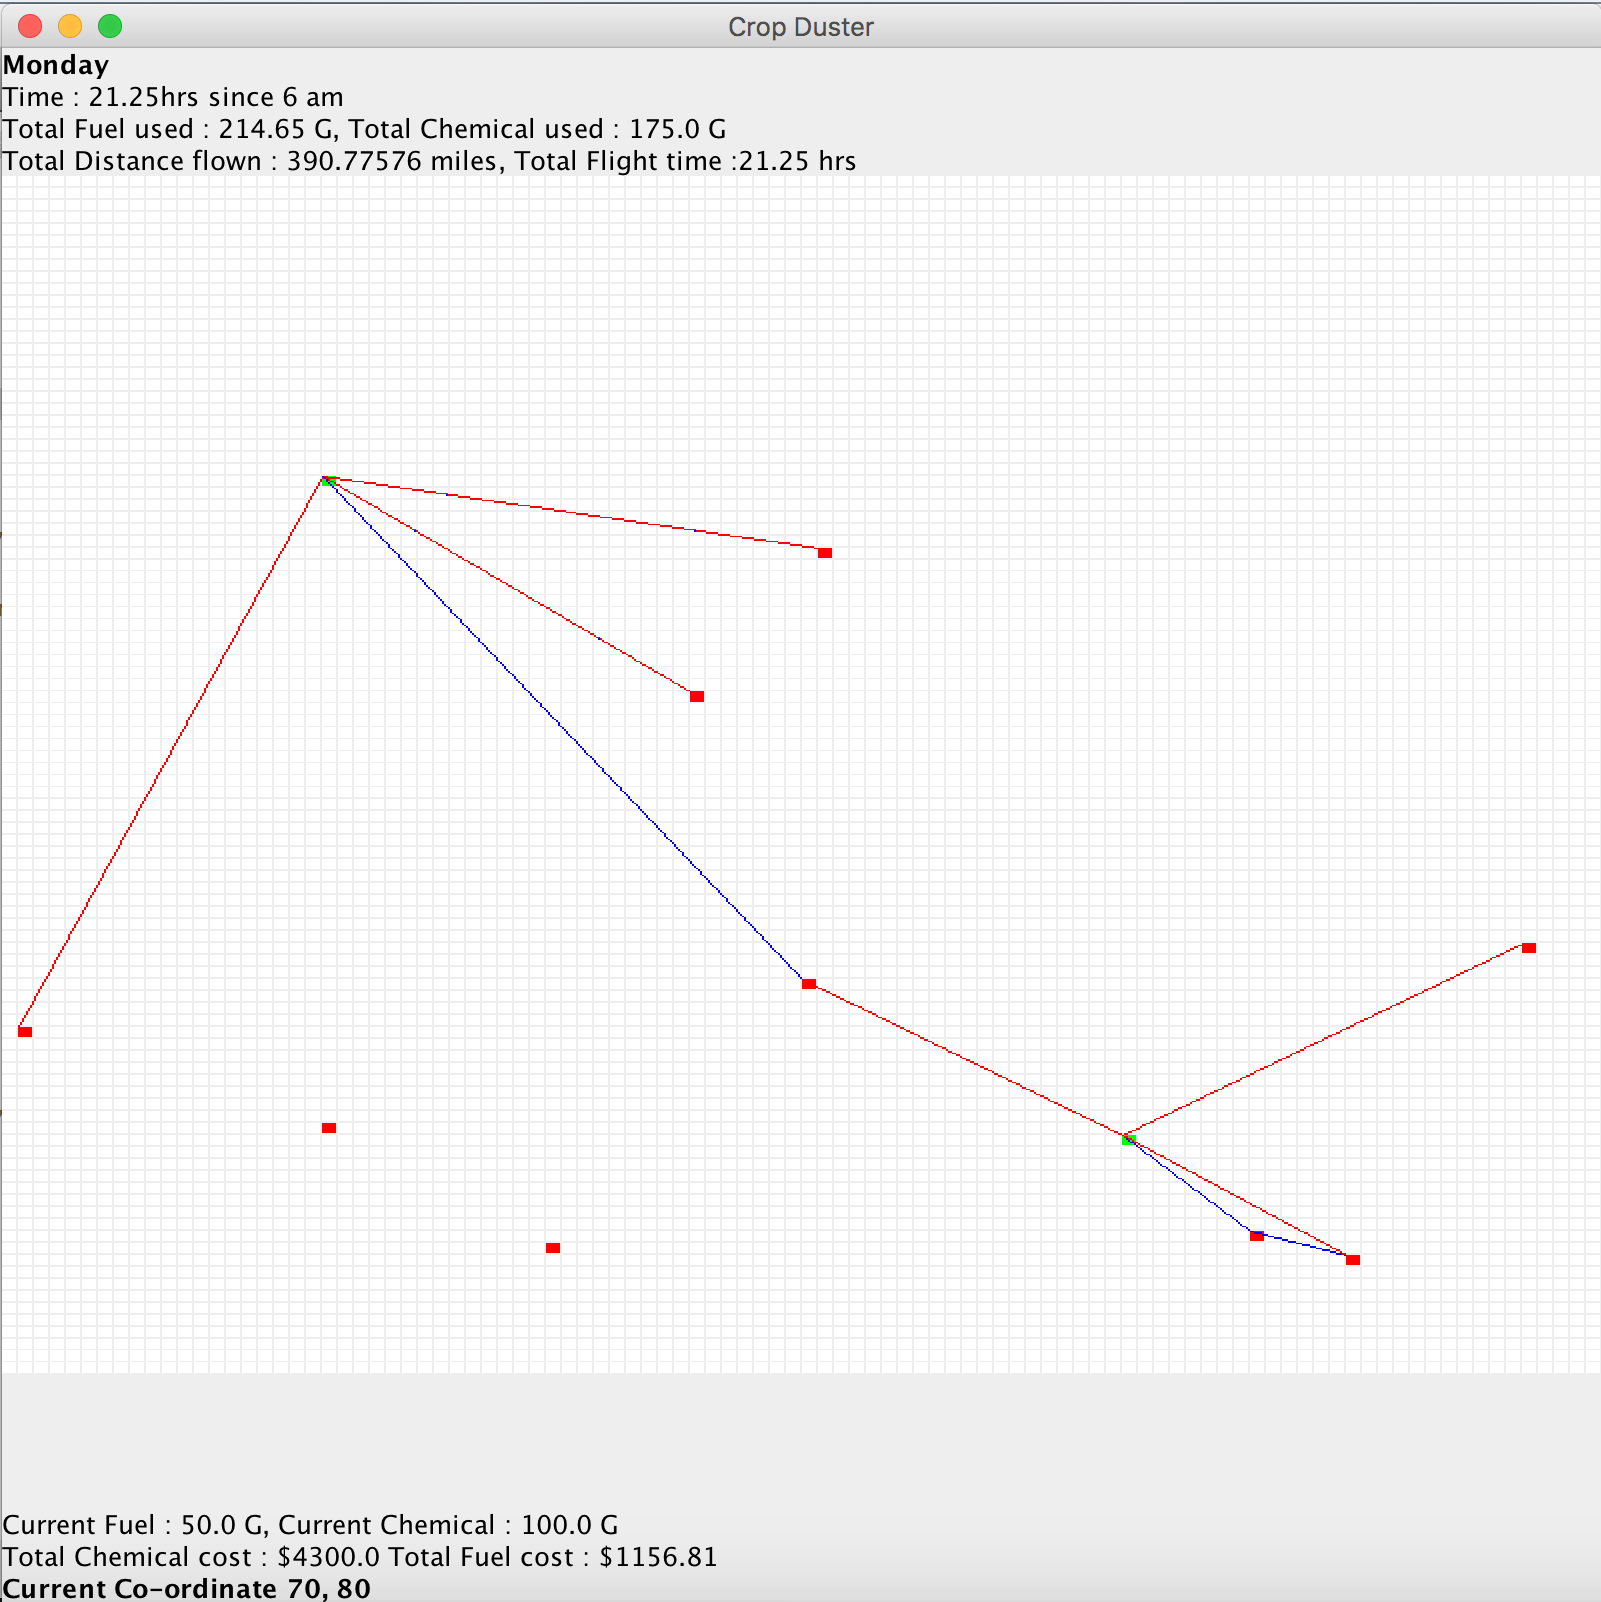 Crop Duster
Monday
Time : 21.25hrs since 6 am
Total Fuel used : 214.65 G, Total Chemical used : 175.0 G
Total Distance flown : 390.77576 miles, Total Flight time :21.25 hrs
Current Fuel : 50.0 G, Current Chemical : 100.0 G
Total Chemical cost : $4300.0 Total Fuel cost : $1156.81
Current Co-ordinate 70, 80